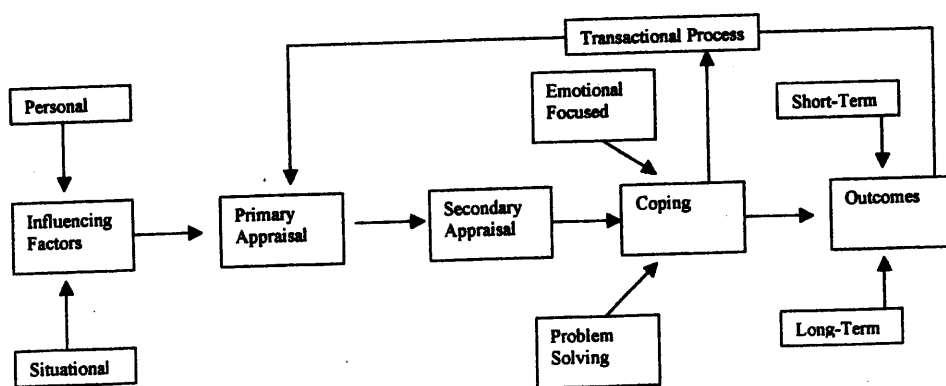 Transactional Process
Emotional
Focused
Personal
Short-Term
Influencing
Factors
Primary
Appraisal
Secondary
Appraisal
Coping
Outcomes
Problem
Solving
Long-Term
Situational